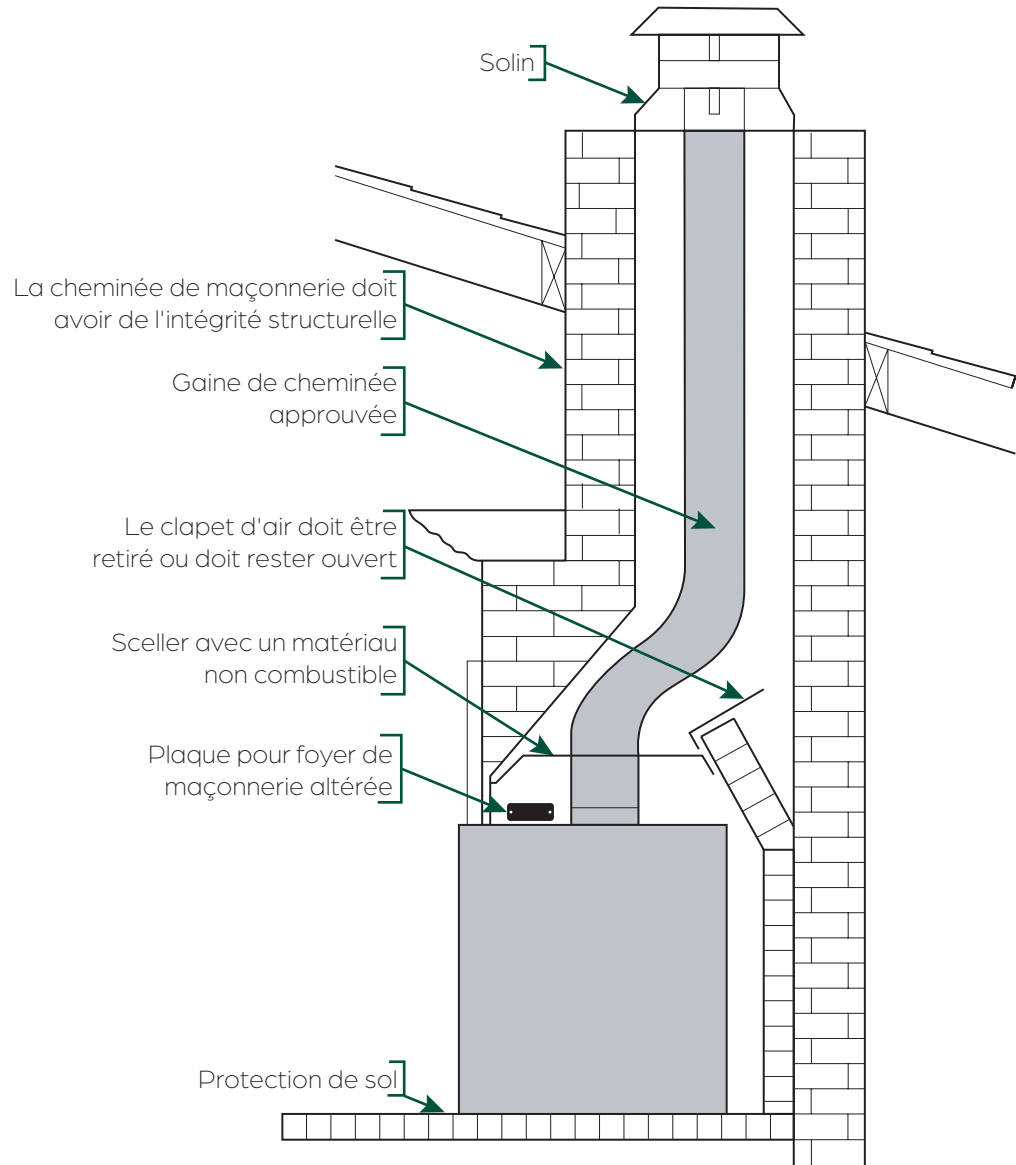 Solin
La cheminée de maçonnerie doit
avoir de l'intégrité structurelle
Gaine de cheminée
approuvée
Le clapet d'air doit être
retiré ou doit rester ouvert
Sceller avec un matériau
non combustible
Plaque pour foyer de
maçonnerie altérée
Protection de sol